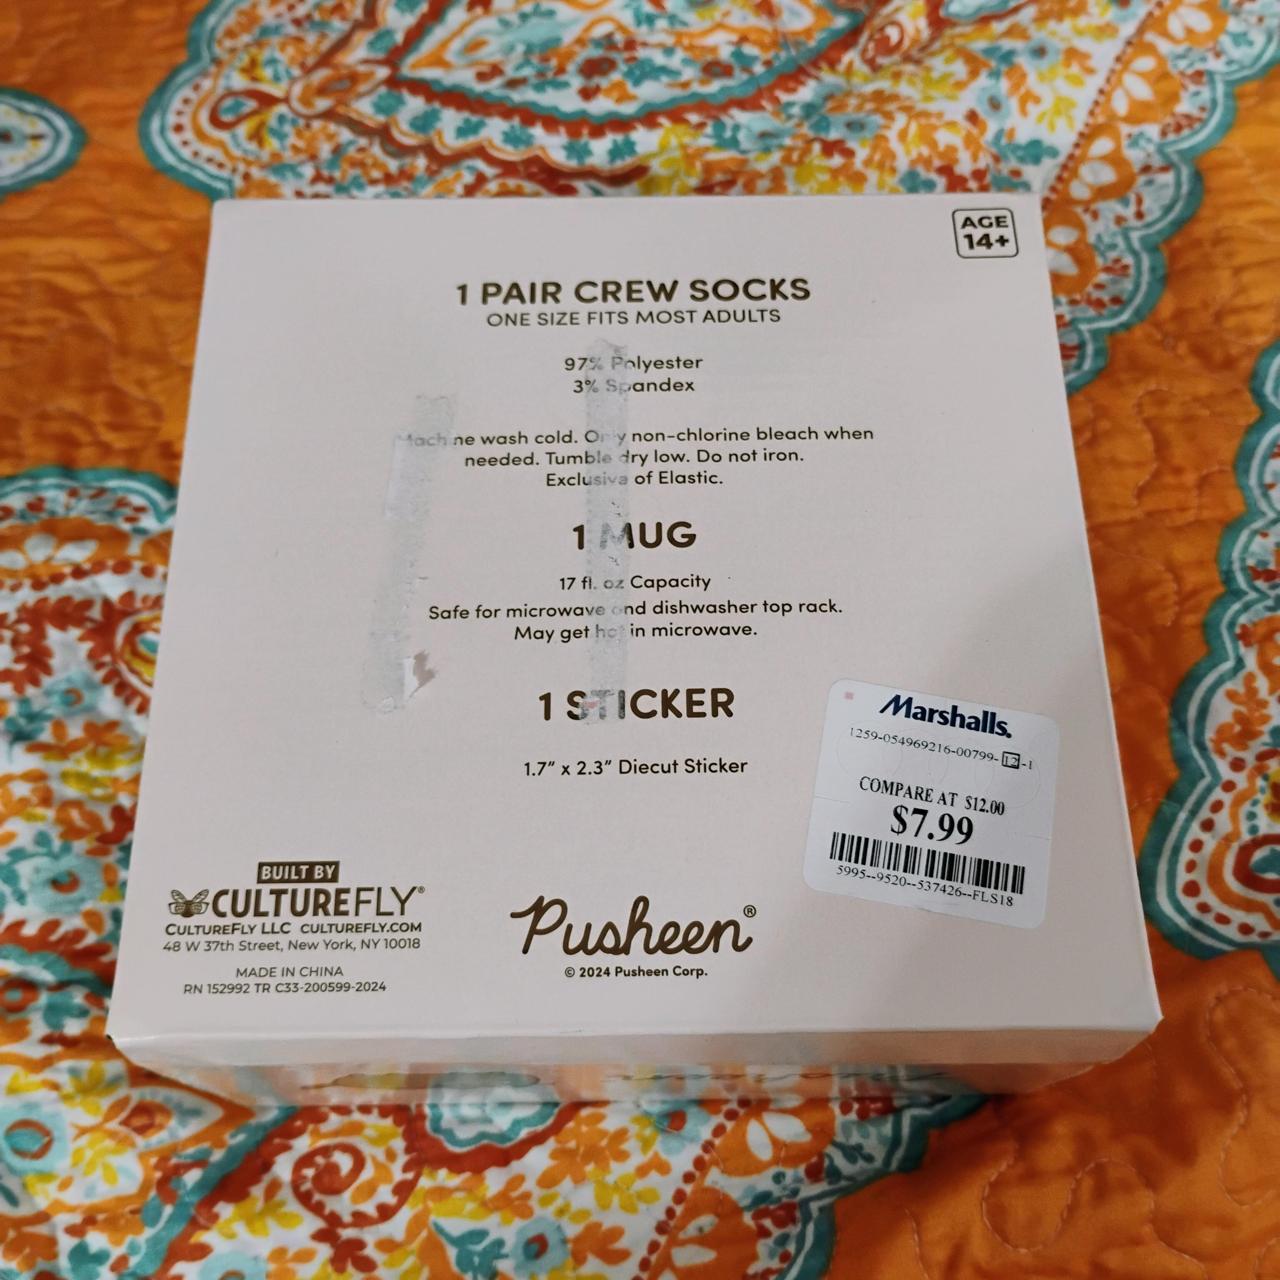 AGE
14+
1 PAIR CREW SOCKS
ONE SIZE FITS MOST ADULTS
97% Polyester
3% Spandex
Machine wash cold. Only non-chlorine bleach when
needed. Tumble dry low. Do not iron.
Exclusive of Elastic.
1 MUG
17 fl. oz Capacity
Safe for microwave and dishwasher top rack.
May get hot in microwave.
1 STICKER
1.7” x 2.3” Diecut Sticker
Marshalls.
1259-054969216-00799-12-1
COMPARE AT $12.00
$7.99
5995--9520--537426--FLS18
BUILT BY
CULTUREFLY®
CULTUREFLY LLC CULTUREFLY.COM
48 W 37th Street, New York, NY 10018
MADE IN CHINA
RN 152992 TR C33-200599-2024
Pusheen®
© 2024 Pusheen Corp.